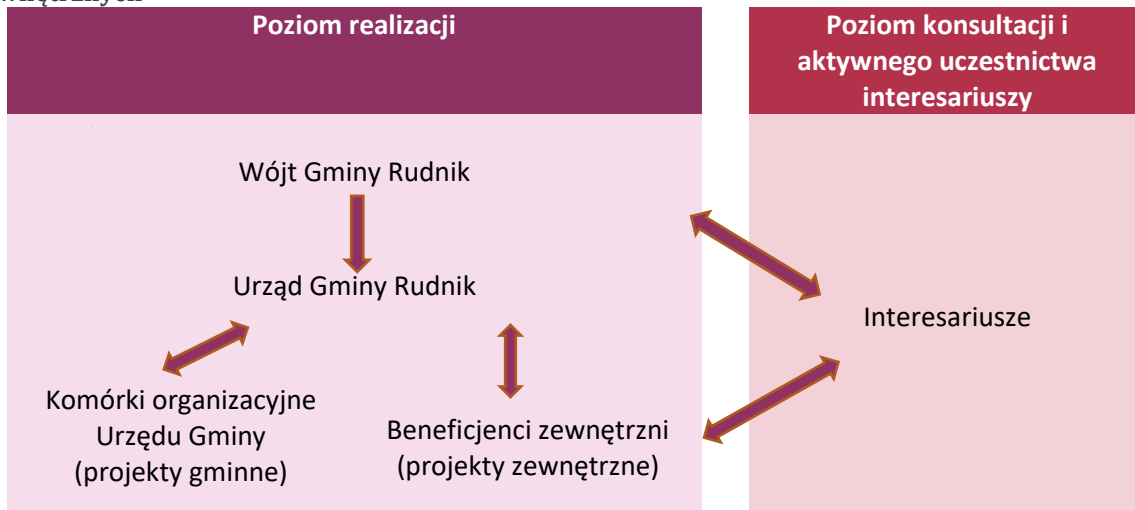 Poziom realizacji
Poziom konsultacji i
aktywnego uczestnictwa
interesariuszy
Wójt Gminy Rudnik
Urząd Gminy Rudnik
Komórki organizacyjne
Urzędu Gminy
(projekty gminne)
Beneficjenci zewnętrzni
(projekty zewnętrzne)
Interesariusze